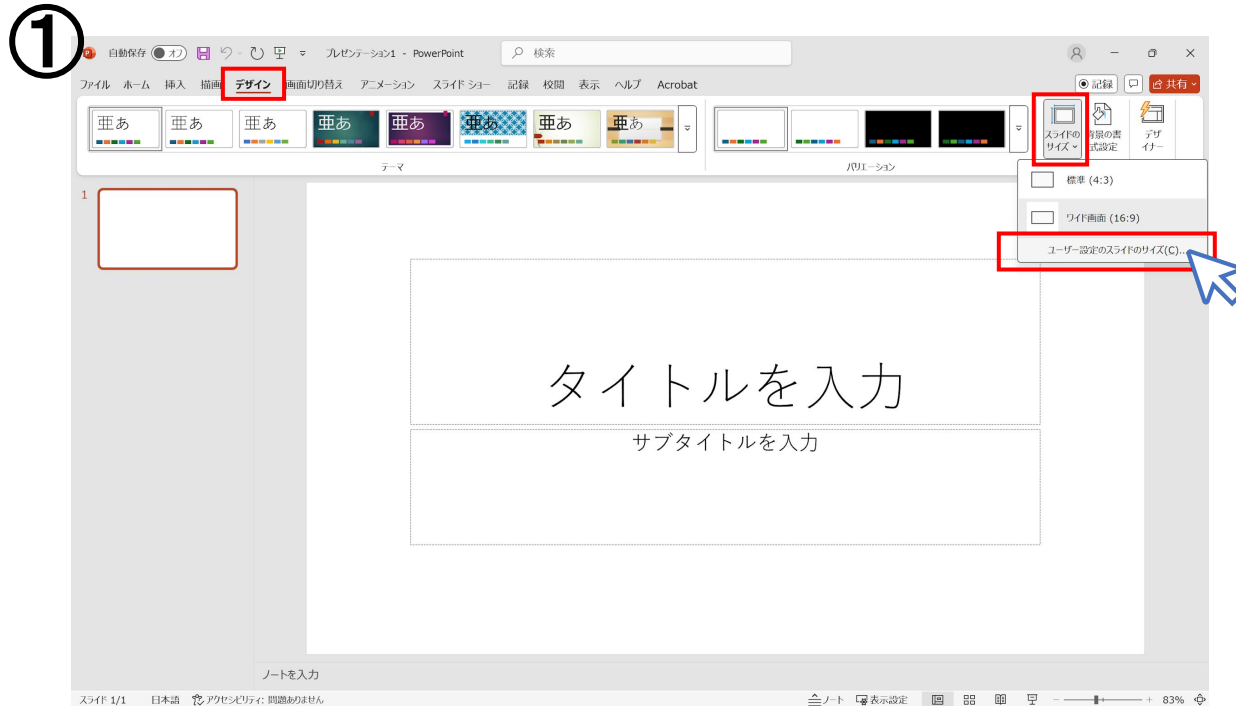 ①
自動保存 オフ プレゼンテーション1 - PowerPoint 検索
ファイル ホーム 挿入 描画 デザイン 画面切り替え アニメーション スライド ショー 記録 校閲 表示 ヘルプ Acrobat 記録 共有
亜あ 亜あ 亜あ 亜あ 亜あ 亜あ 亜あ 亜あ
スライドの サイズ
背景の書 式設定
デザ イナー
テーマ バリエーション
標準 (4:3)
ワイド画面 (16:9)
ユーザー設定のスライドのサイズ(C)...
1
タイトルを入力
サブタイトルを入力
ノートを入力
スライド 1/1 日本語 アクセシビリティ: 問題ありません ノート 表示設定 83%